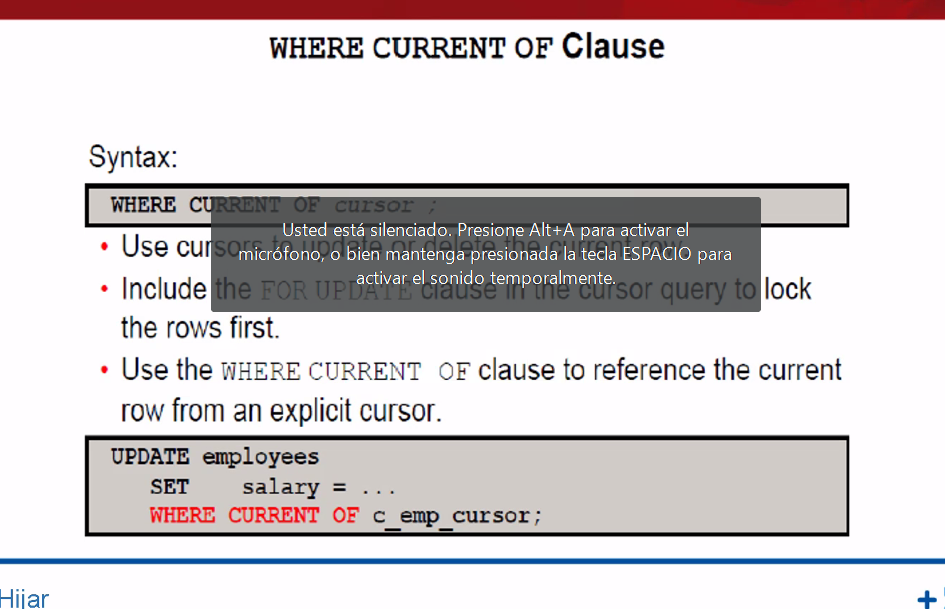 WHERE CURRENT OF Clause
Syntax:
WHERE CURRENT OF cursor ;
Usted está silenciado. Presione Alt+A para activar el
micrófono, o bien mantenga presionada la tecla ESPACIO para
activar el sonido temporalmente.
• Use cursors to update or delete the current row.
• Include the FOR UPDATE clause in the cursor query to lock
the rows first.
• Use the WHERE CURRENT OF clause to reference the current
row from an explicit cursor.
UPDATE employees
SET salary = ...
WHERE CURRENT OF c_emp_cursor;
Hijar
+